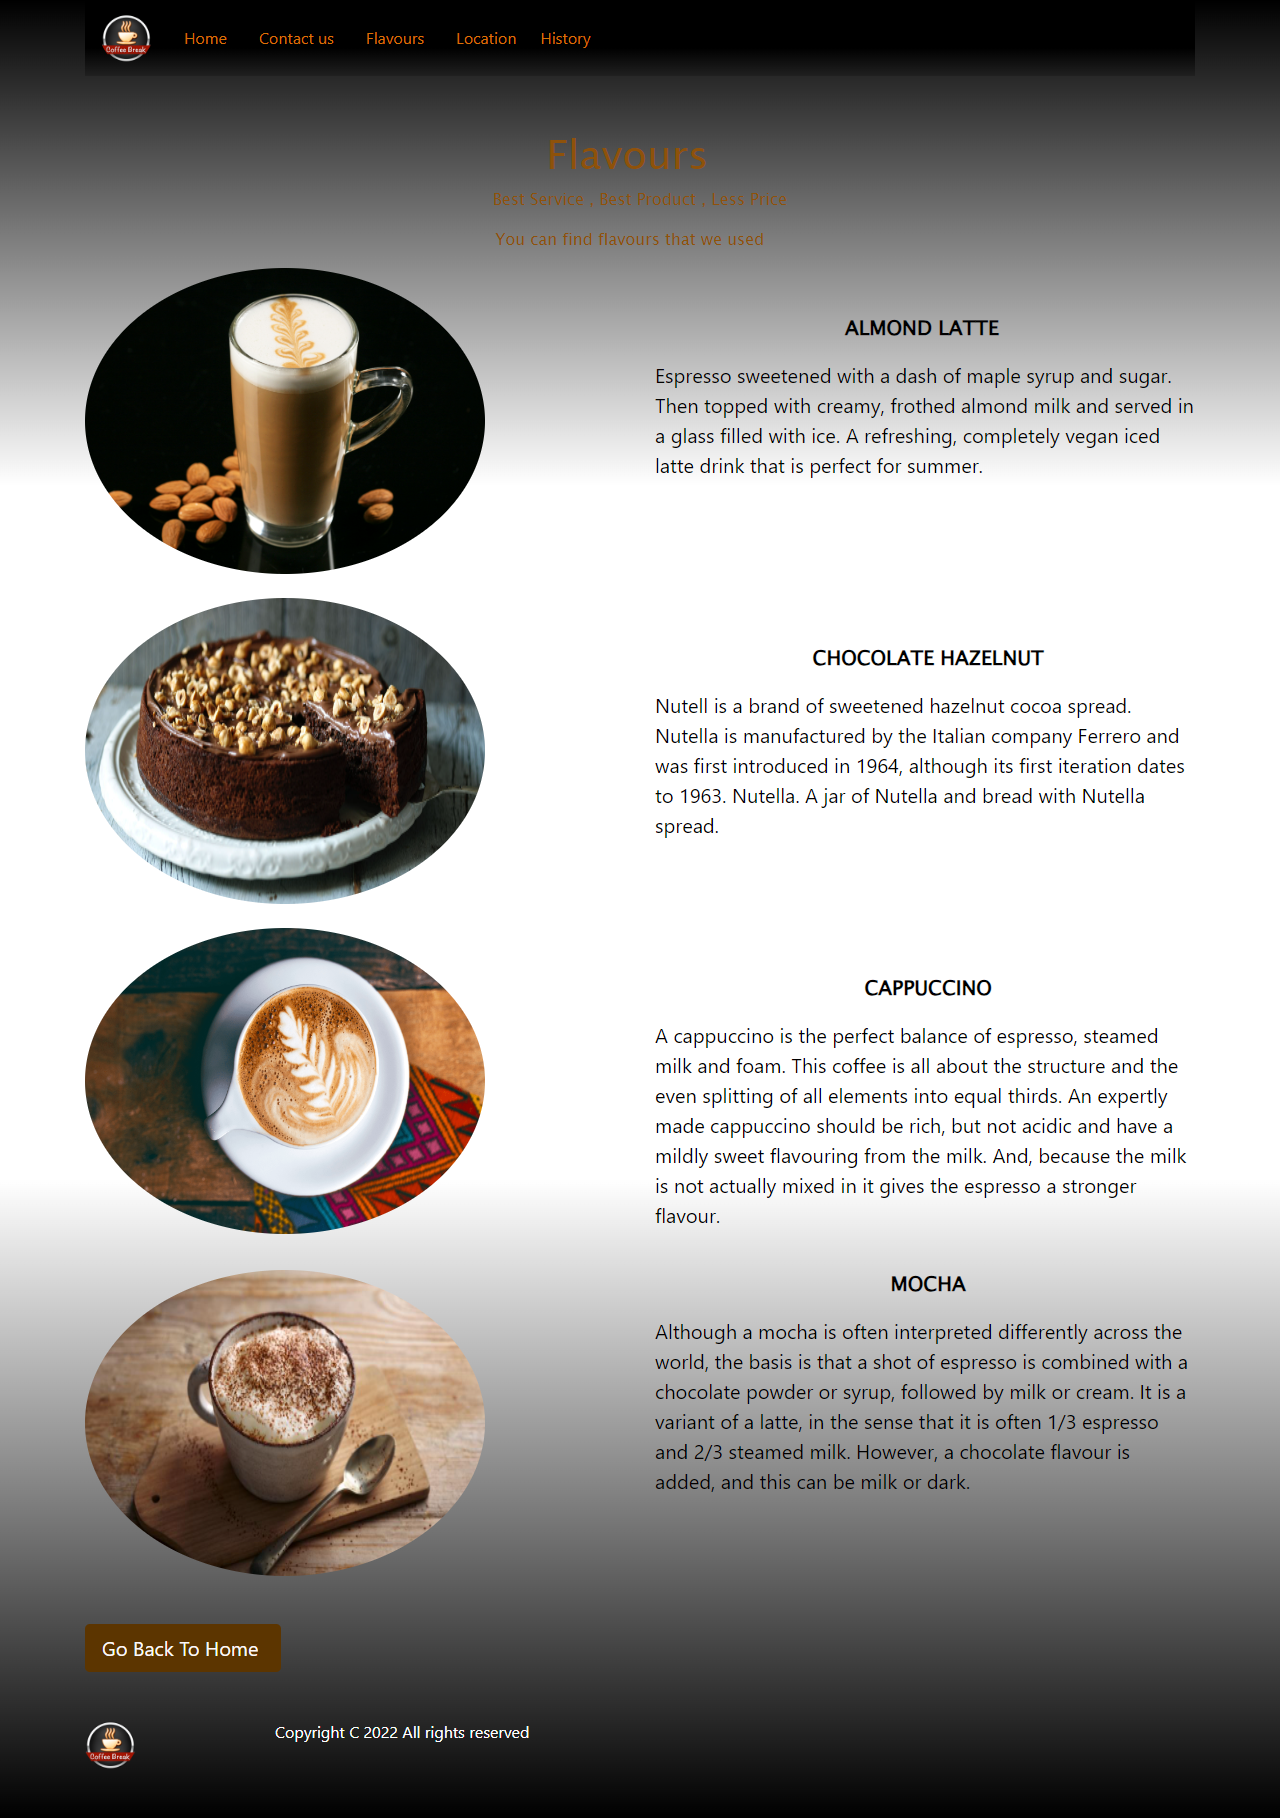 Coffee Break
Home Contact us Flavours Location History
Flavours
Best Service , Best Product , Less Price
You can find flavours that we used
ALMOND LATTE
Espresso sweetened with a dash of maple syrup and sugar.
Then topped with creamy, frothed almond milk and served in
a glass filled with ice. A refreshing, completely vegan iced
latte drink that is perfect for summer.
CHOCOLATE HAZELNUT
Nutell is a brand of sweetened hazelnut cocoa spread.
Nutella is manufactured by the Italian company Ferrero and
was first introduced in 1964, although its first iteration dates
to 1963. Nutella. A jar of Nutella and bread with Nutella
spread.
CAPPUCCINO
A cappuccino is the perfect balance of espresso, steamed
milk and foam. This coffee is all about the structure and the
even splitting of all elements into equal thirds. An expertly
made cappuccino should be rich, but not acidic and have a
mildly sweet flavouring from the milk. And, because the milk
is not actually mixed in it gives the espresso a stronger
flavour.
MOCHA
Although a mocha is often interpreted differently across the
world, the basis is that a shot of espresso is combined with a
chocolate powder or syrup, followed by milk or cream. It is a
variant of a latte, in the sense that it is often 1/3 espresso
and 2/3 steamed milk. However, a chocolate flavour is
added, and this can be milk or dark.
Go Back To Home
Coffee Break
Copyright C 2022 All rights reserved